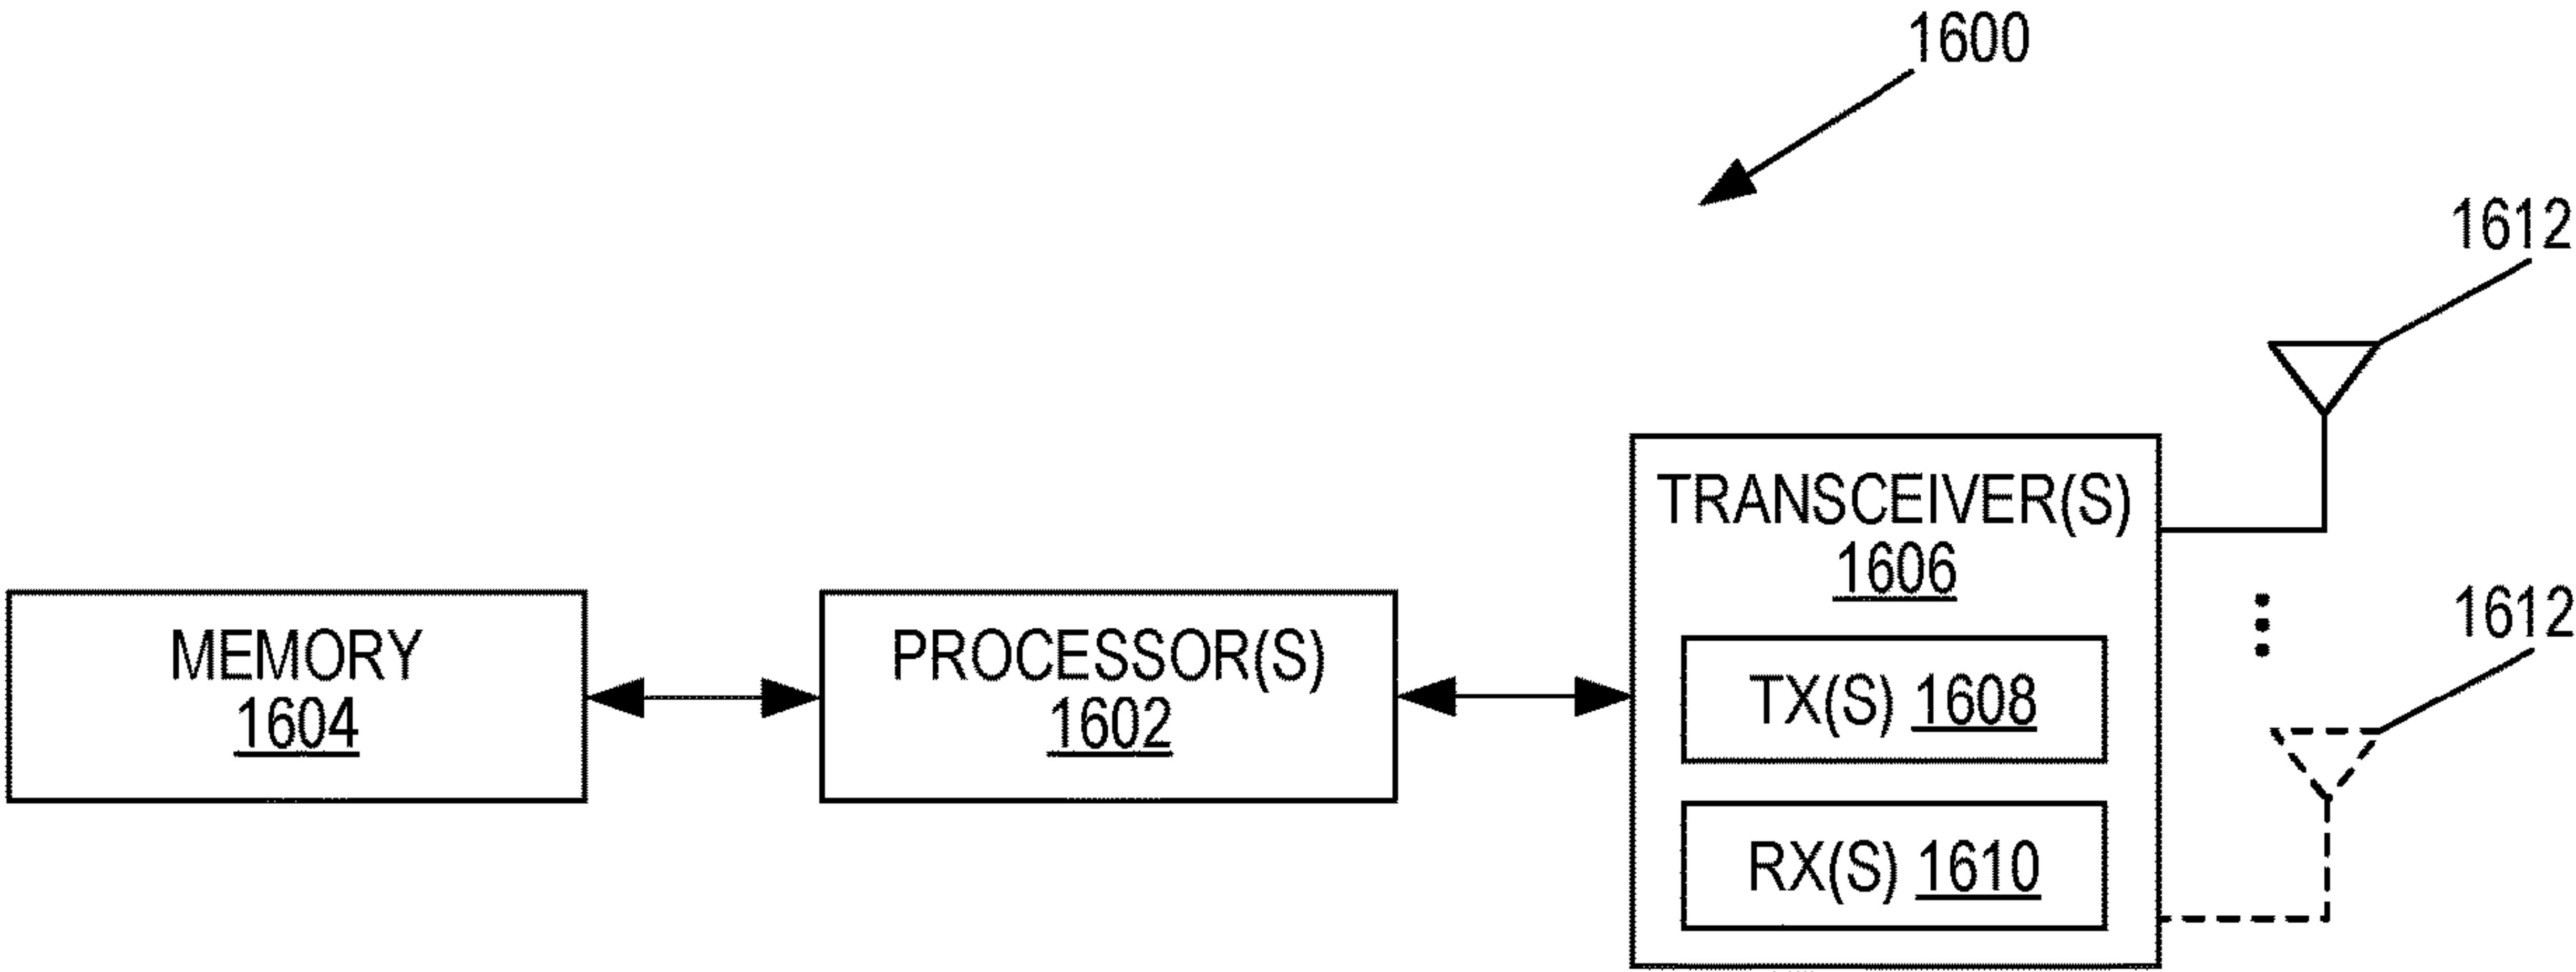 1600
1612
TRANSCEIVER(S)
1606
1612
MEMORY
1604
PROCESSOR(S)
1602
TX(S) 1608
RX(S) 1610